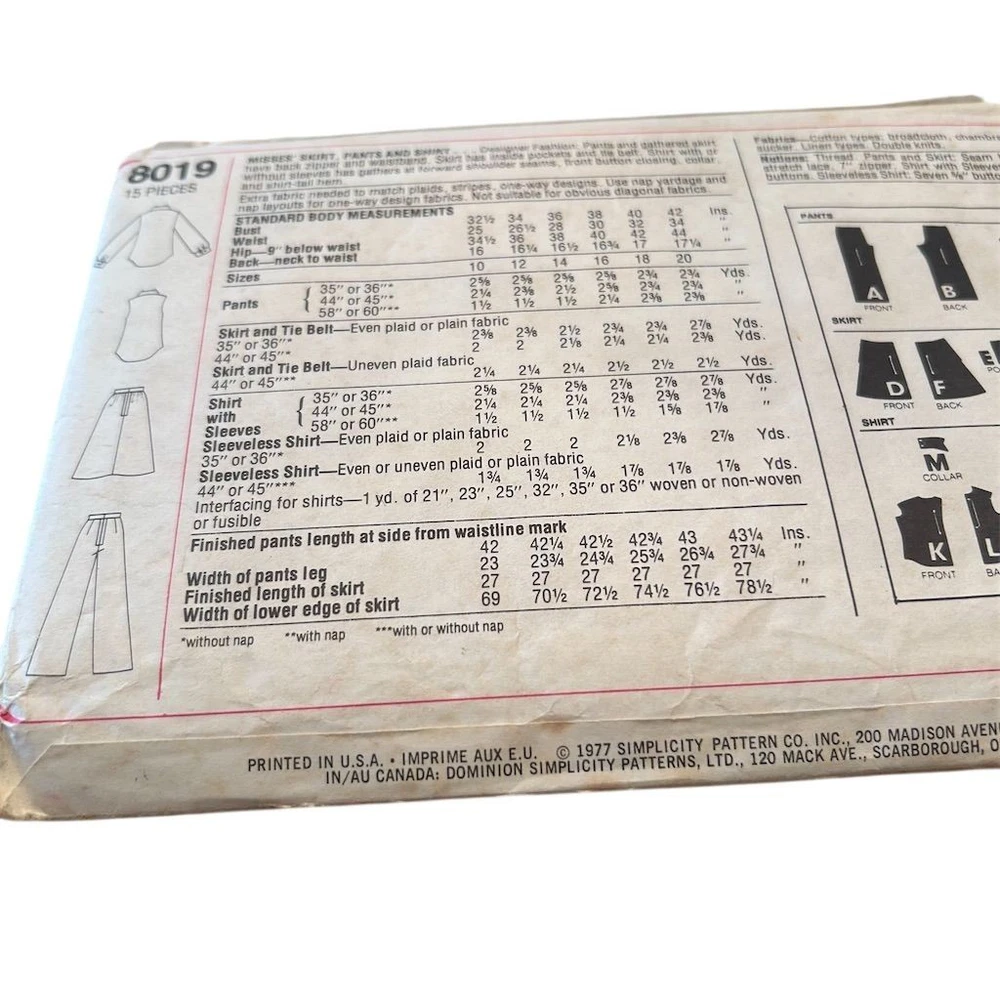 8019
15 PIECES
MISSES' SKIRT, PANTS AND SHIRT . . . Designer Fashion: Pants and gathered skirt
have back zipper and waistband. Skirt has inside pockets and tie belt. Shirt with or
without sleeves has gathers at forward shoulder seams, front button closing, collar
and shirt-tail hem.
Extra fabric needed to match plaids, stripes, one-way designs. Use nap yardage and
nap layouts for one-way design fabrics. Not suitable for obvious diagonal fabrics.
STANDARD BODY MEASUREMENTS
Bust 32½ 34 36 38 40 42 Ins.
Waist 25 26½ 28 30 32 34 "
Hip—9" below waist 34½ 36 38 40 42 44 "
Back—neck to waist 16 16¼ 16½ 16¾ 17 17¼ "
Sizes 10 12 14 16 18 20
Pants { 35" or 36"* 2⅝ 2⅝ 2⅝ 2⅝ 2¾ 2¾ Yds.
44" or 45"* 2¼ 2⅜ 2½ 2⅝ 2¾ 2¾ "
58" or 60"** 1½ 1½ 1½ 2¼ 2⅜ 2⅜ "
Skirt and Tie Belt—Even plaid or plain fabric
35" or 36"* 2⅜ 2⅜ 2½ 2¾ 2¾ 2⅞ Yds.
44" or 45"* 2 2 2⅛ 2¼ 2¼ 2⅜ Yds.
Skirt and Tie Belt—Uneven plaid fabric
44" or 45"** 2¼ 2¼ 2¼ 2½ 2½ 2½ Yds.
Shirt with Sleeves { 35" or 36"* 2⅝ 2⅝ 2⅝ 2⅞ 2⅞ 2⅞ Yds.
44" or 45"* 2¼ 2¼ 2¼ 2⅜ 2⅜ 2⅜ "
58" or 60"** 1½ 1½ 1½ 1½ 1⅝ 1⅞ "
Sleeveless Shirt—Even plaid or plain fabric
35" or 36"* 2 2 2 2⅛ 2⅜ 2⅞ Yds.
Sleeveless Shirt—Even or uneven plaid or plain fabric
44" or 45"*** 1¾ 1¾ 1¾ 1⅞ 1⅞ 1⅞ Yds.
Interfacing for shirts—1 yd. of 21", 23", 25", 32", 35" or 36" woven or non-woven
or fusible
Finished pants length at side from waistline mark
42 42¼ 42½ 42¾ 43 43¼ Ins.
Width of pants leg 23 23¾ 24¾ 25¾ 26¾ 27¾ "
Finished length of skirt 27 27 27 27 27 27 "
Width of lower edge of skirt 69 70½ 72½ 74½ 76½ 78½ "
*without nap **with nap ***with or without nap
Fabrics—Cotton types: broadcloth,
sucker. Linen types. Double knits.
Notions: Thread. Pants and Skirt: Seam
stretch lace, 7" zipper. Shirt with
buttons. Sleeveless Shirt: Seven ⅝"
PANTS
A
FRONT
B
BACK
SKIRT
D
FRONT
F
BACK
E
SHIRT
M
COLLAR
K
FRONT
L
PRINTED IN U.S.A. • IMPRIME AUX E.U. © 1977 SIMPLICITY PATTERN CO. INC., 200 MADISON
IN/AU CANADA: DOMINION SIMPLICITY PATTERNS, LTD., 120 MACK AVE., SCARBOROUGH,